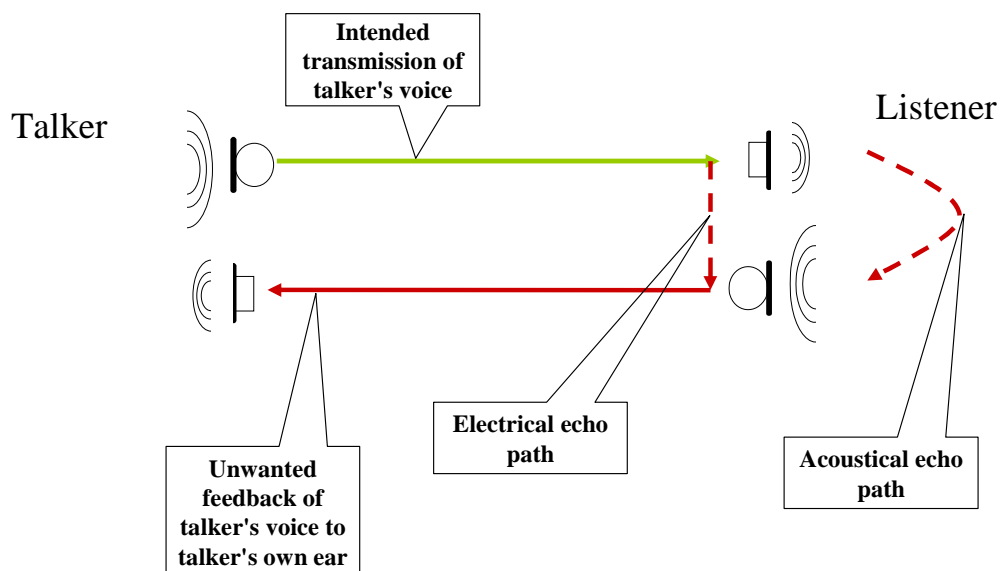 Intended
transmission of
talker's voice
Talker
Listener
Electrical echo
path
Acoustical echo
path
Unwanted
feedback of
talker's voice to
talker's own ear